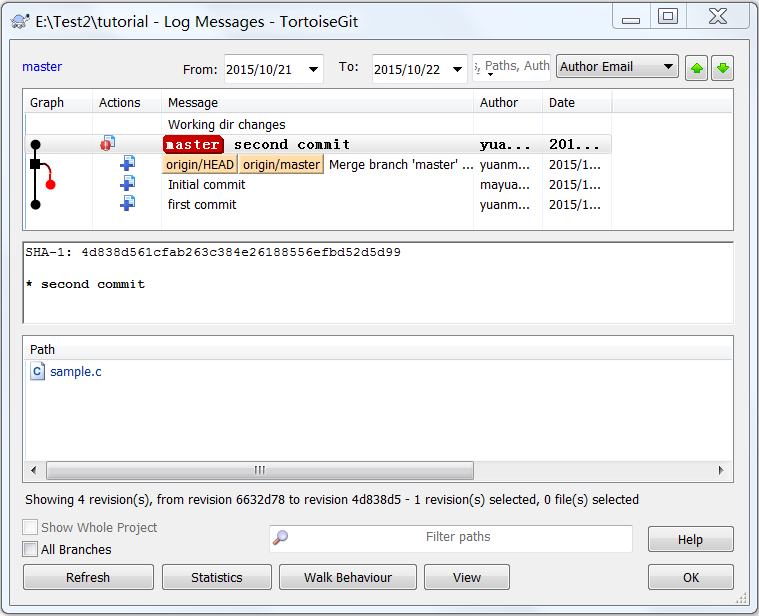 E:\Test2\tutorial - Log Messages - TortoiseGit
master From: 2015/10/21 To: 2015/10/22 Paths, Auth Author Email
Graph Actions Message Author Date
Working dir changes
master second commit yua... 201...
origin/HEAD origin/master Merge branch 'master' ... yuanm... 2015/1...
Initial commit mayua... 2015/1...
first commit yuanm... 2015/1...
SHA-1: 4d838d561cfab263c384e26188556efbd52d5d99
* second commit
Path
C sample.c
Showing 4 revision(s), from revision 6632d78 to revision 4d838d5 - 1 revision(s) selected, 0 file(s) selected
Show Whole Project
Filter paths
Help
All Branches
Refresh Statistics Walk Behaviour View OK